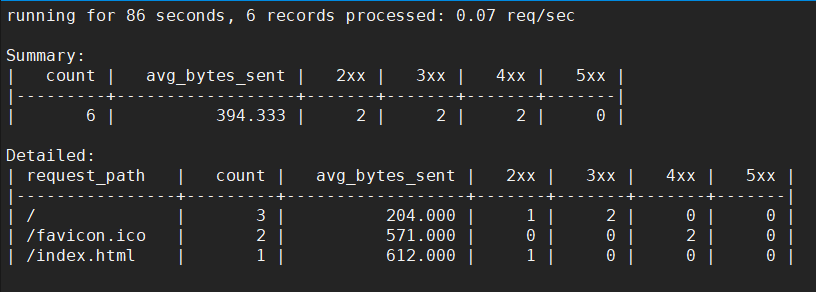 running for 86 seconds, 6 records processed: 0.07 req/sec

Summary:
|   count |   avg_bytes_sent |   2xx |   3xx |   4xx |   5xx |
|---------+------------------+-------+-------+-------+-------|
|       6 |          394.333 |     2 |     2 |     2 |     0 |

Detailed:
| request_path   |   count |   avg_bytes_sent |   2xx |   3xx |   4xx |   5xx |
|----------------+---------+------------------+-------+-------+-------+-------|
| /              |       3 |          204.000 |     1 |     2 |     0 |     0 |
| /favicon.ico   |       2 |          571.000 |     0 |     0 |     2 |     0 |
| /index.html    |       1 |          612.000 |     1 |     0 |     0 |     0 |